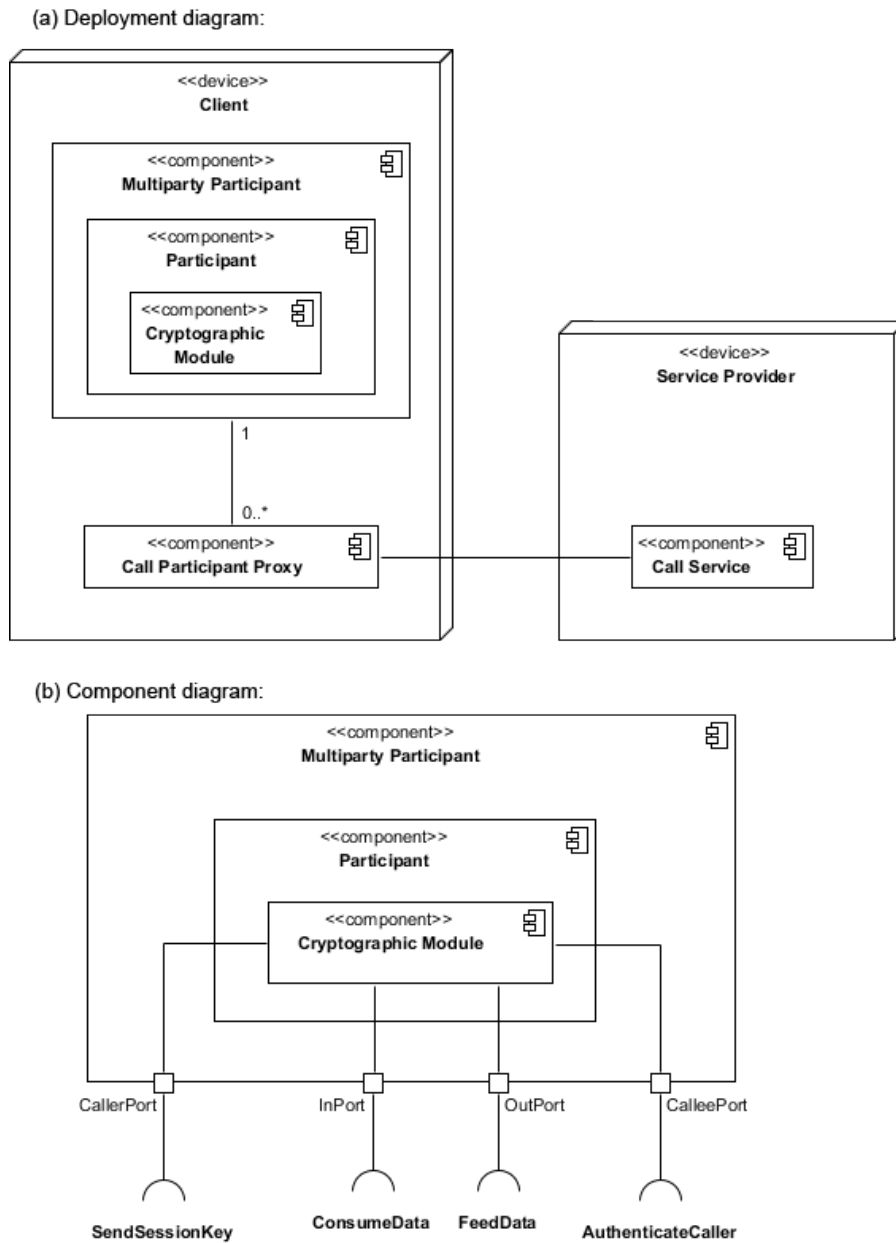 (a) Deployment diagram:
<<device>>
Client
<<component>>
Multiparty Participant
<<component>>
Participant
<<component>>
Cryptographic
Module
1
0..*
<<component>>
Call Participant Proxy
<<device>>
Service Provider
<<component>>
Call Service
(b) Component diagram:
<<component>>
Multiparty Participant
<<component>>
Participant
<<component>>
Cryptographic Module
CallerPort
InPort
OutPort
CalleePort
SendSessionKey
ConsumeData
FeedData
AuthenticateCaller